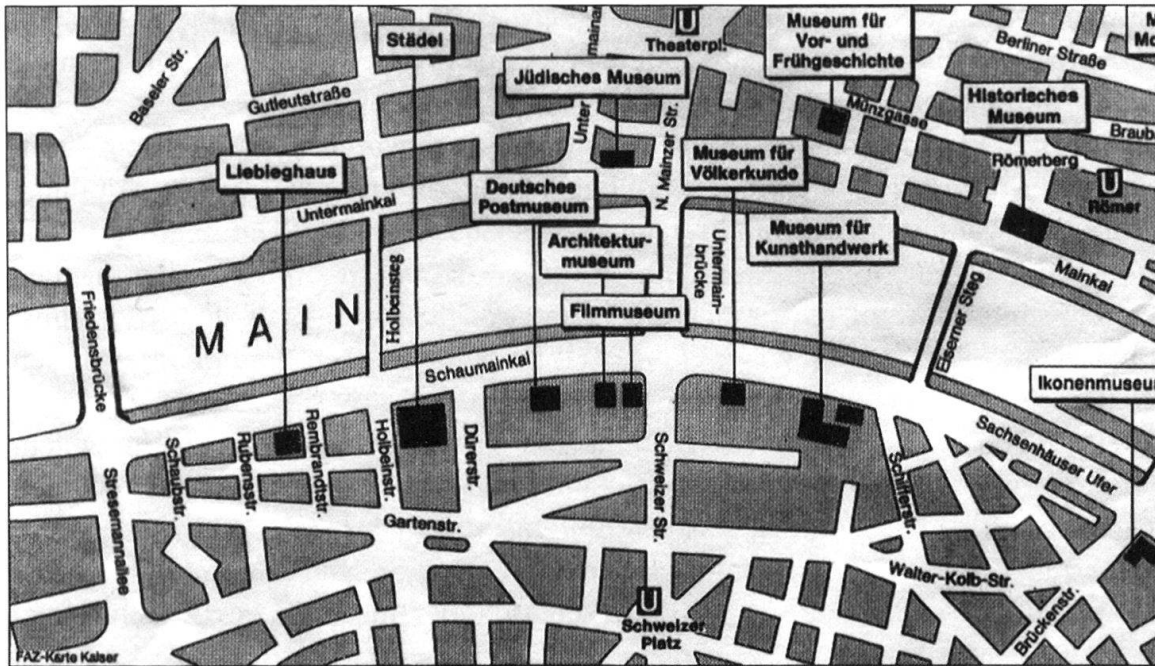 Städel
U
Theaterpl.
Museum für
Vor- und
Frühgeschichte
Berliner Straße
Baseler Str.
Gutleutstraße
Jüdisches Museum
Unter
mainan
Münzgasse
Historisches
Museum
Braub
Liebieghaus
Untermainkai
Deutsches
Postmuseum
N. Mainzer Str.
Museum für
Völkerkunde
Römerberg
U
Römer
Architektur-
museum
Museum für
Kunsthandwerk
Filmmuseum
Untermain-
brücke
Mainkai
Friedensbrücke
MAIN
Holbeinsteg
Eiserner Steg
Schaumainkai
Ikonenmuseum
Sachsenhäuser Ufer
Stresemannallee
Schaubstr.
Rubensstr.
Rembrandtstr.
Holbeinstr.
Dürerstr.
Schweizer Str.
Schifferstr.
Gartenstr.
Walter-Kolb-Str.
Brückenstr.
U
Schweizer
Platz
FAZ-Karte Kaiser